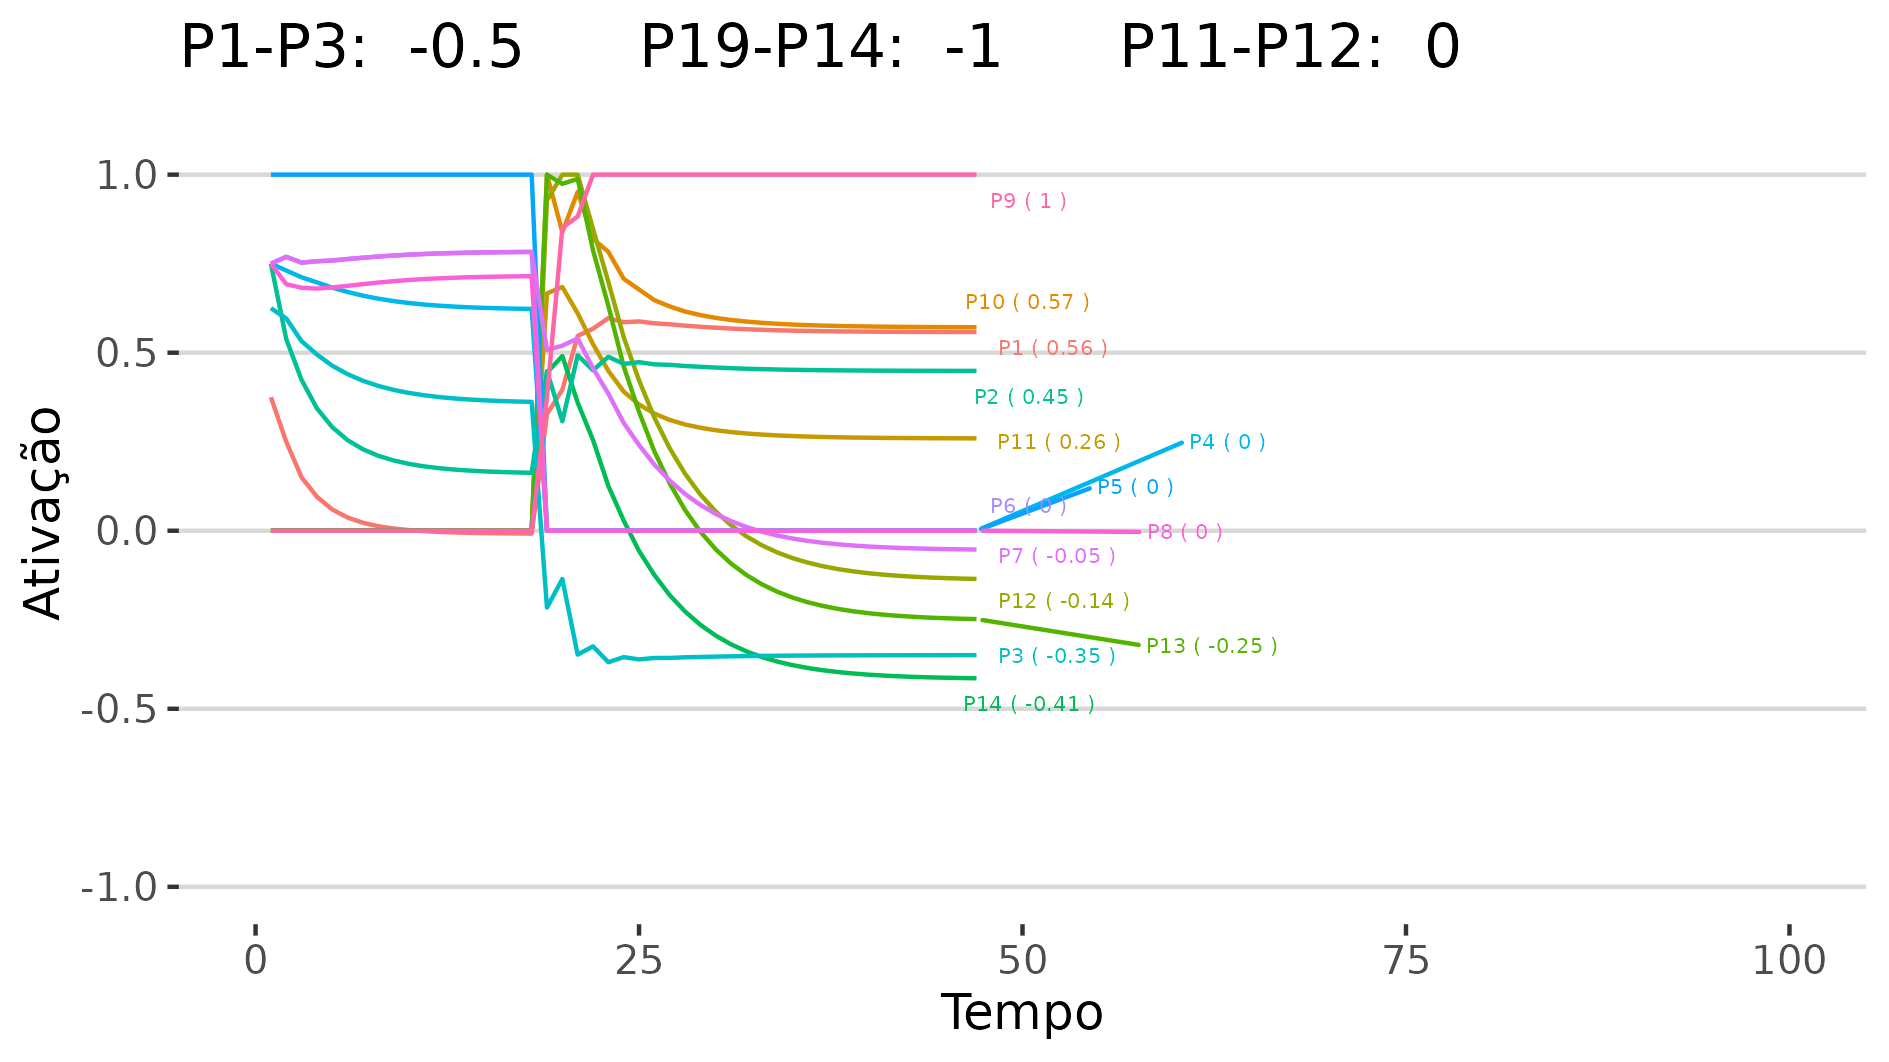 P1-P3:  -0.5      P19-P14:  -1      P11-P12:  0
1.0
P9 ( 1 )
P10 ( 0.57 )
0.5
P1 ( 0.56 )
P2 ( 0.45 )
P11 ( 0.26 )
P4 ( 0 )
P5 ( 0 )
P6 ( 0 )
0.0
P8 ( 0 )
P7 ( -0.05 )
P12 ( -0.14 )
P13 ( -0.25 )
P3 ( -0.35 )
P14 ( -0.41 )
-0.5
-1.0
Ativação
0 25 50 75 100
Tempo